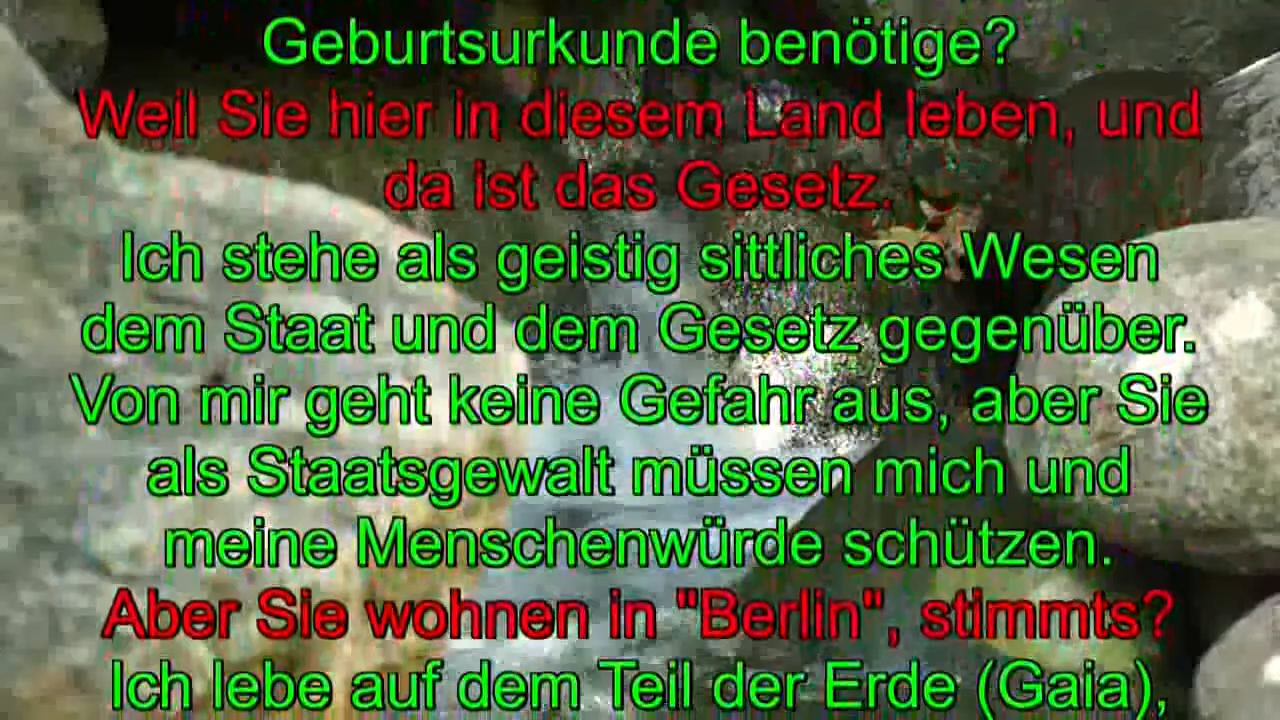 Geburtsurkunde benötige?
Weil Sie hier in diesem Land leben, und
da ist das Gesetz.
Ich stehe als geistig sittliches Wesen
dem Staat und dem Gesetz gegenüber.
Von mir geht keine Gefahr aus, aber Sie
als Staatsgewalt müssen mich und
meine Menschenwürde schützen.
Aber Sie wohnen in "Berlin", stimmts?
Ich lebe auf dem Teil der Erde (Gaia),